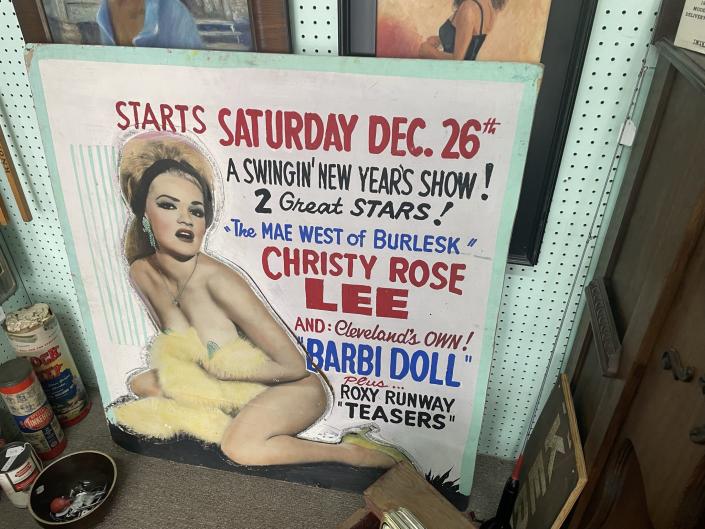 STARTS SATURDAY DEC. 26th
A SWINGIN' NEW YEAR'S SHOW!
2 Great STARS!
"The MAE WEST of BURLESK"
CHRISTY ROSE
LEE
AND: Cleveland's OWN!
"BARBI DOLL"
Plus...
ROXY RUNWAY
"TEASERS"